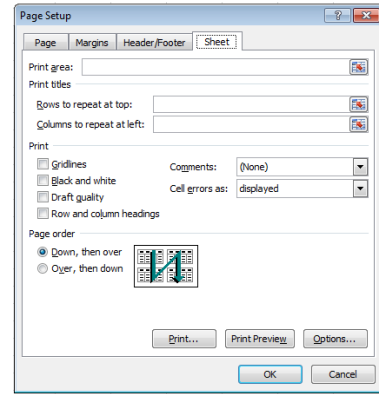 Page Setup
Page Margins Header/Footer Sheet
Print area:
Print titles
Rows to repeat at top:
Columns to repeat at left:
Print
Gridlines
Black and white
Draft quality
Row and column headings
Comments: (None)
Cell errors as: displayed
Page order
Down, then over
Over, then down
Print... Print Preview Options...
OK Cancel